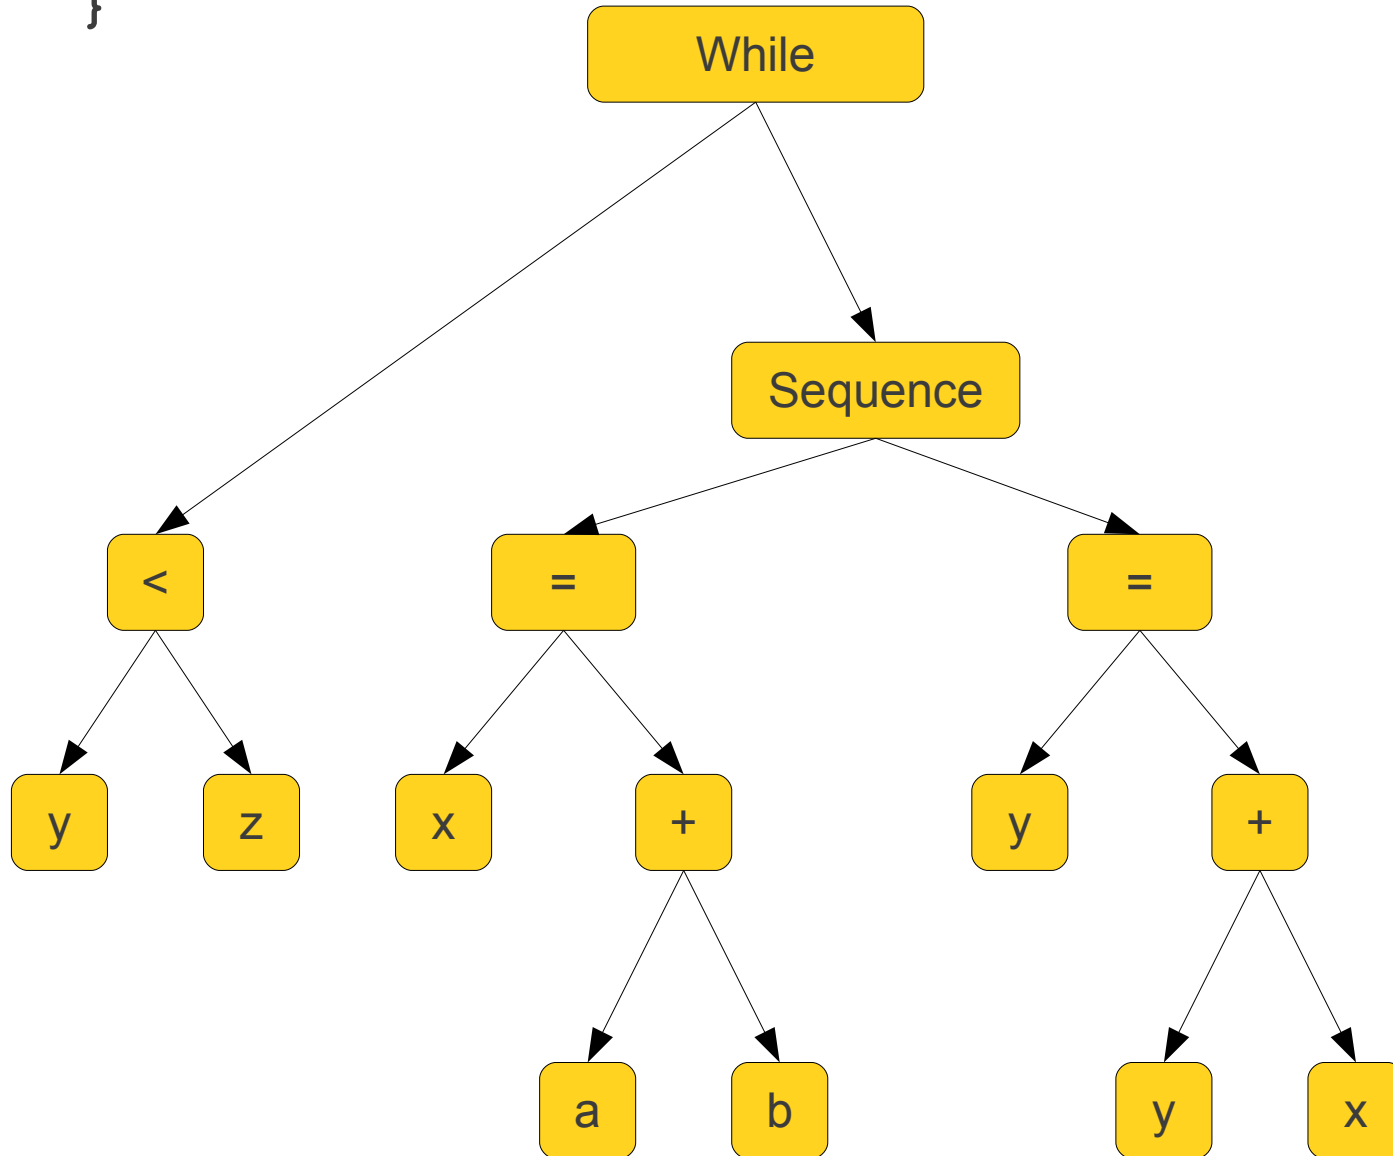 }
While
Sequence
< = =
y z x + y +
a b y x